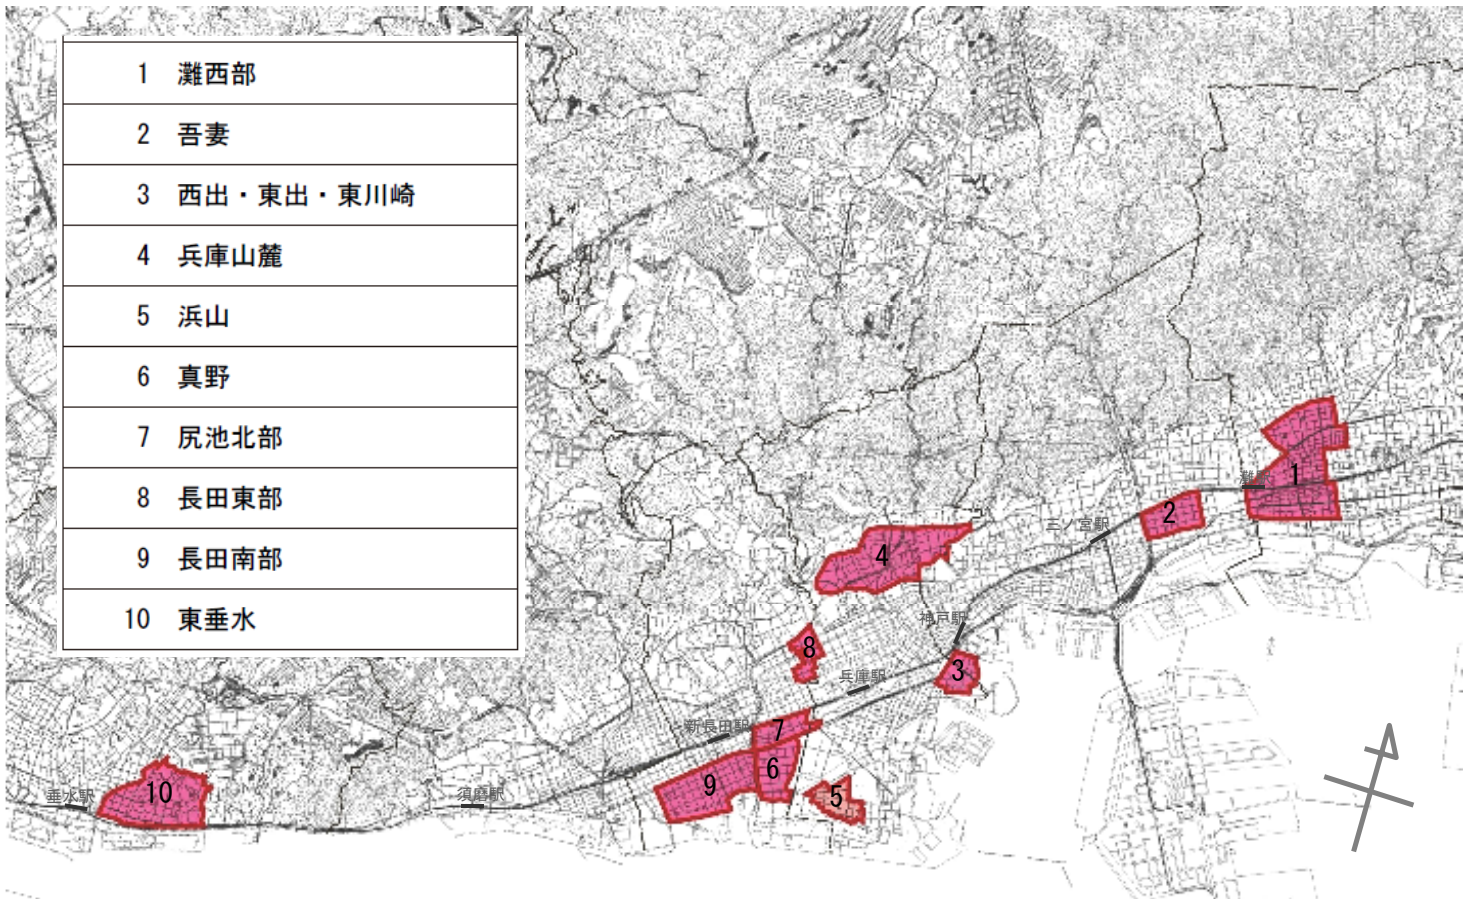 1 灘西部
2 吾妻
3 西出・東出・東川崎
4 兵庫山麓
5 浜山
6 真野
7 尻池北部
8 長田東部
9 長田南部
10 東垂水
1
灘駅
2
三ノ宮駅
4
神戸駅
8
3
兵庫駅
7
新長田駅
6
9
5
10
垂水駅
須磨駅